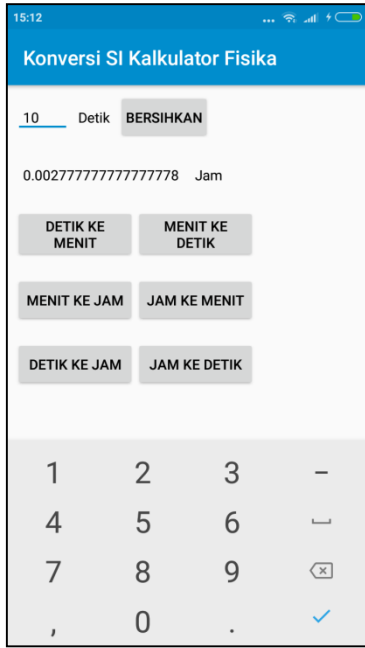 15:12 ...
Konversi SI Kalkulator Fisika
10 Detik BERSIHKAN
0.002777777777777778 Jam
DETIK KE MENIT
MENIT KE DETIK
MENIT KE JAM JAM KE MENIT
DETIK KE JAM JAM KE DETIK
1 2 3 -
4 5 6
7 8 9
, 0 .